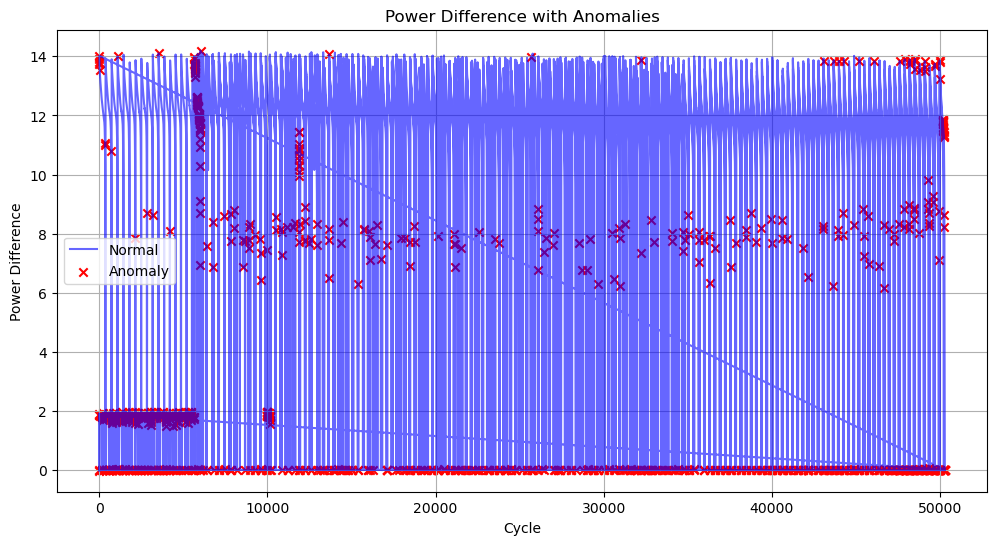 Power Difference with Anomalies
Power Difference
14
12
10
8
6
4
2
0
Normal
Anomaly
0
10000
20000
30000
40000
50000
Cycle